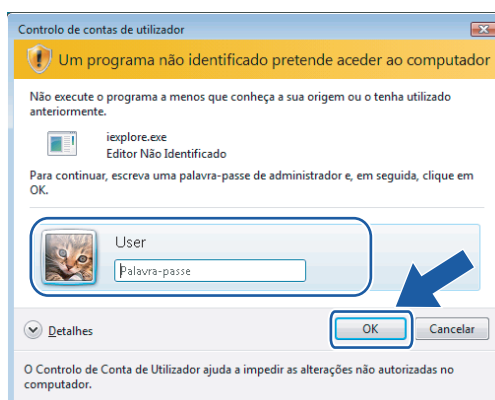 Controlo de contas de utilizador
Um programa não identificado pretende aceder ao computador
Não execute o programa a menos que conheça a sua origem ou o tenha utilizado
anteriormente.
iexplore.exe
Editor Não Identificado
Para continuar, escreva uma palavra-passe de administrador e, em seguida, clique em
OK.
User
Palavra-passe
Detalhes
OK
Cancelar
O Controlo de Conta de Utilizador ajuda a impedir as alterações não autorizadas no
computador.